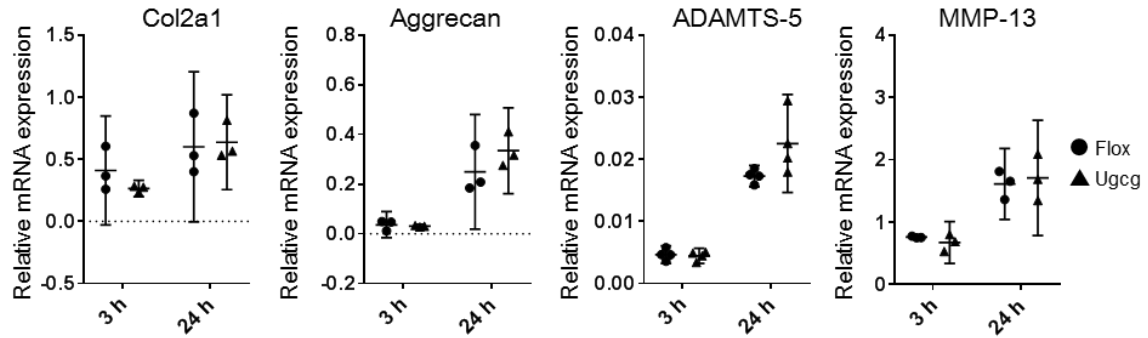 Col2a1
Relative mRNA expression
1.5
1.0
0.5
0.0
-0.5
3 h
24 h
Aggrecan
Relative mRNA expression
0.8
0.6
0.4
0.2
0.0
-0.2
3 h
24 h
ADAMTS-5
Relative mRNA expression
0.04
0.03
0.02
0.01
0.00
3 h
24 h
MMP-13
Relative mRNA expression
4
3
2
1
0
3 h
24 h
Flox
Ugcg